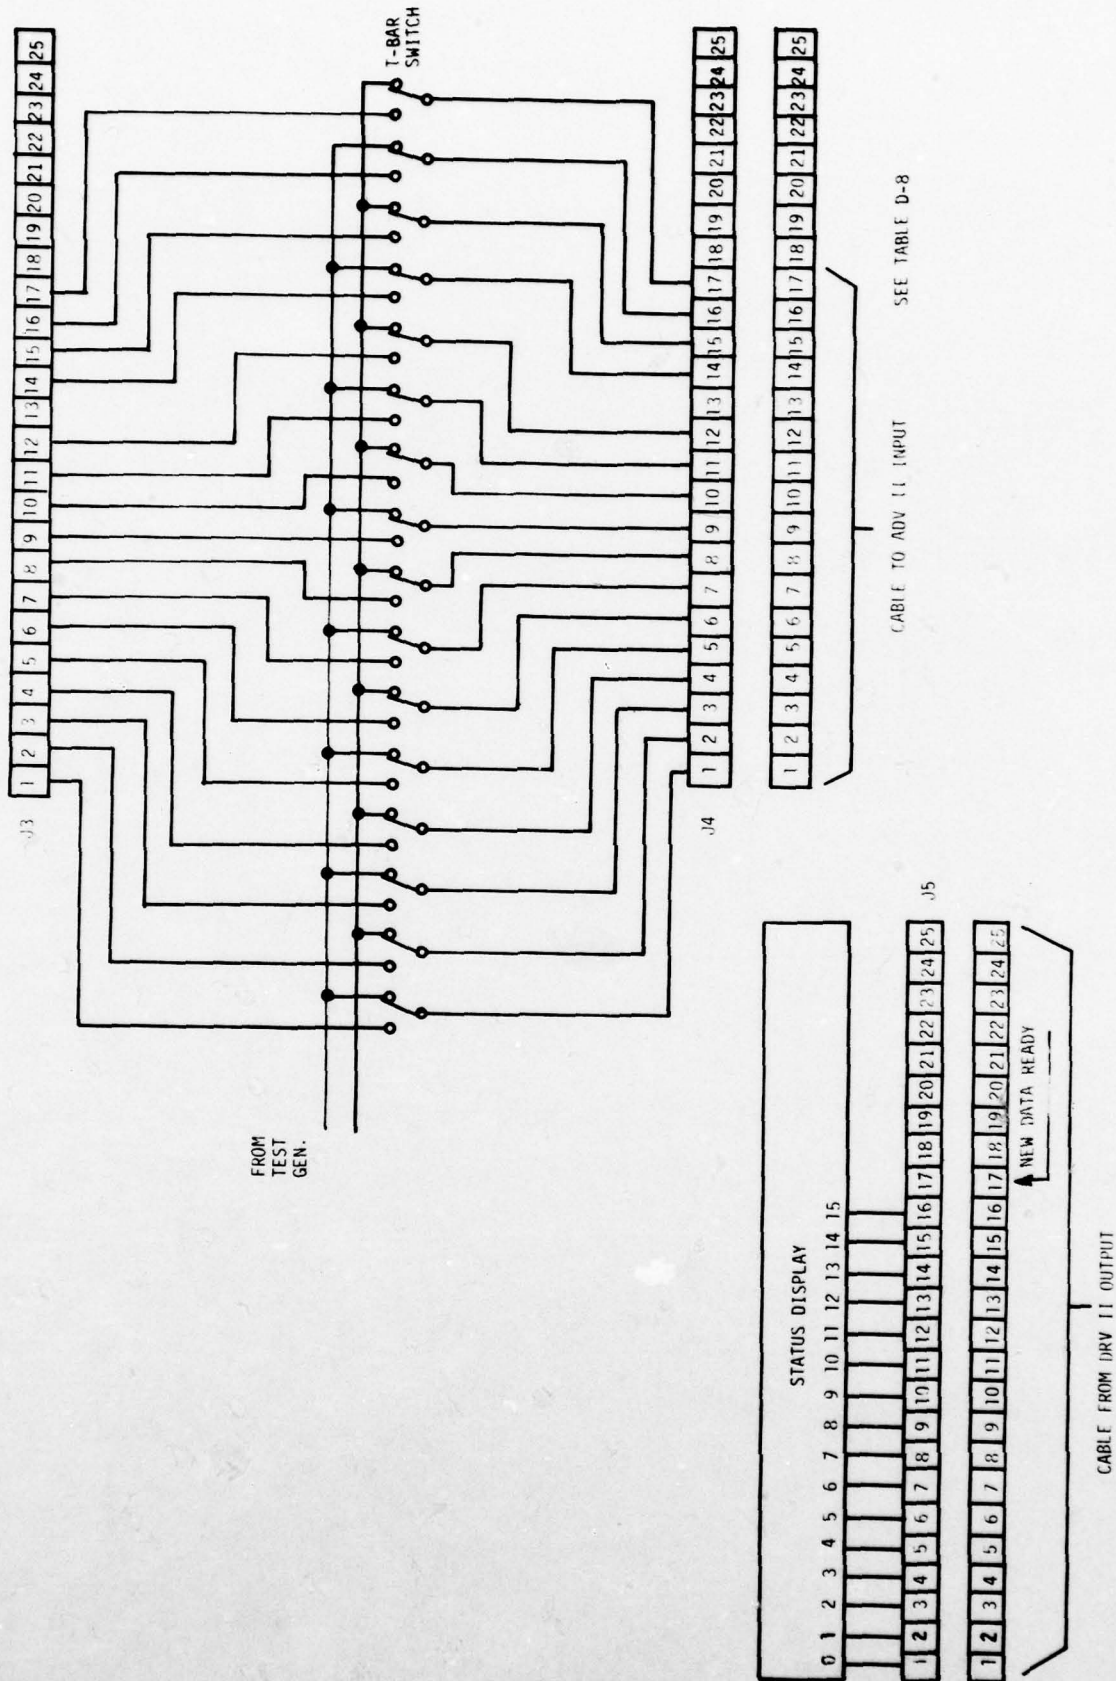 J3
1 2 3 4 5 6 7 8 9 10 11 12 13 14 15 16 17 18 19 20 21 22 23 24 25
T-BAR
SWITCH
FROM
TEST
GEN.
J4
1 2 3 4 5 6 7 8 9 10 11 12 13 14 15 16 17 18 19 20 21 22 23 24 25
1 2 3 4 5 6 7 8 9 10 11 12 13 14 15 16 17 18 19 20 21 22 23 24 25
CABLE TO ADV II INPUT
SEE TABLE D-8
STATUS DISPLAY
0 1 2 3 4 5 6 7 8 9 10 11 12 13 14 15
J5
1 2 3 4 5 6 7 8 9 10 11 12 13 14 15 16 17 18 19 20 21 22 23 24 25
1 2 3 4 5 6 7 8 9 10 11 12 13 14 15 16 17 18 19 20 21 22 23 24 25
NEW DATA READY
CABLE FROM DRV II OUTPUT